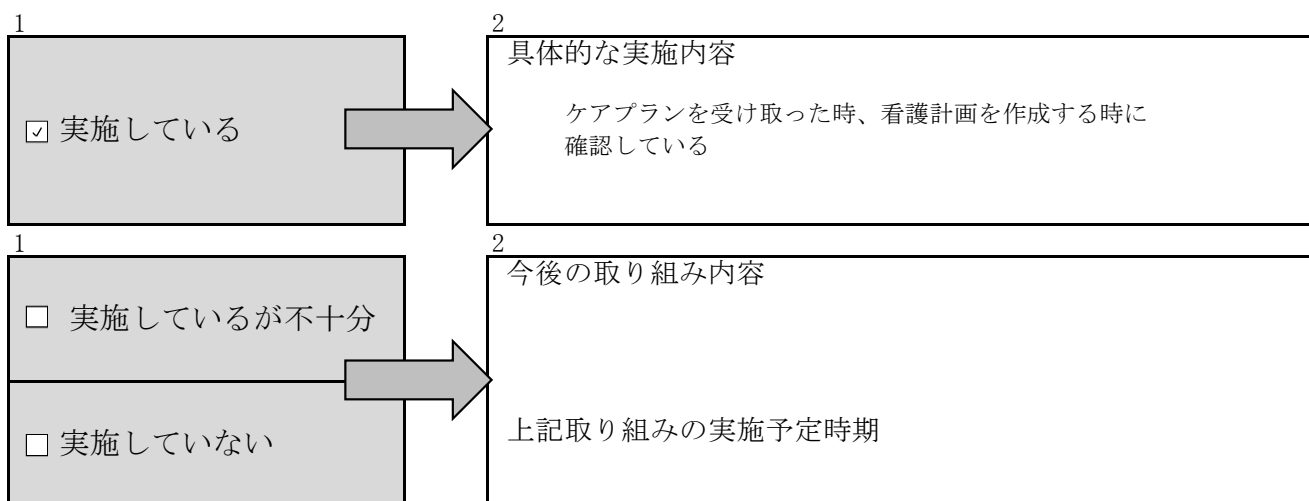 1
2
☑ 実施している
具体的な実施内容
ケアプランを受け取った時、看護計画を作成する時に
確認している
1
2
☐ 実施しているが不十分
☐ 実施していない
今後の取り組み内容
上記取り組みの実施予定時期